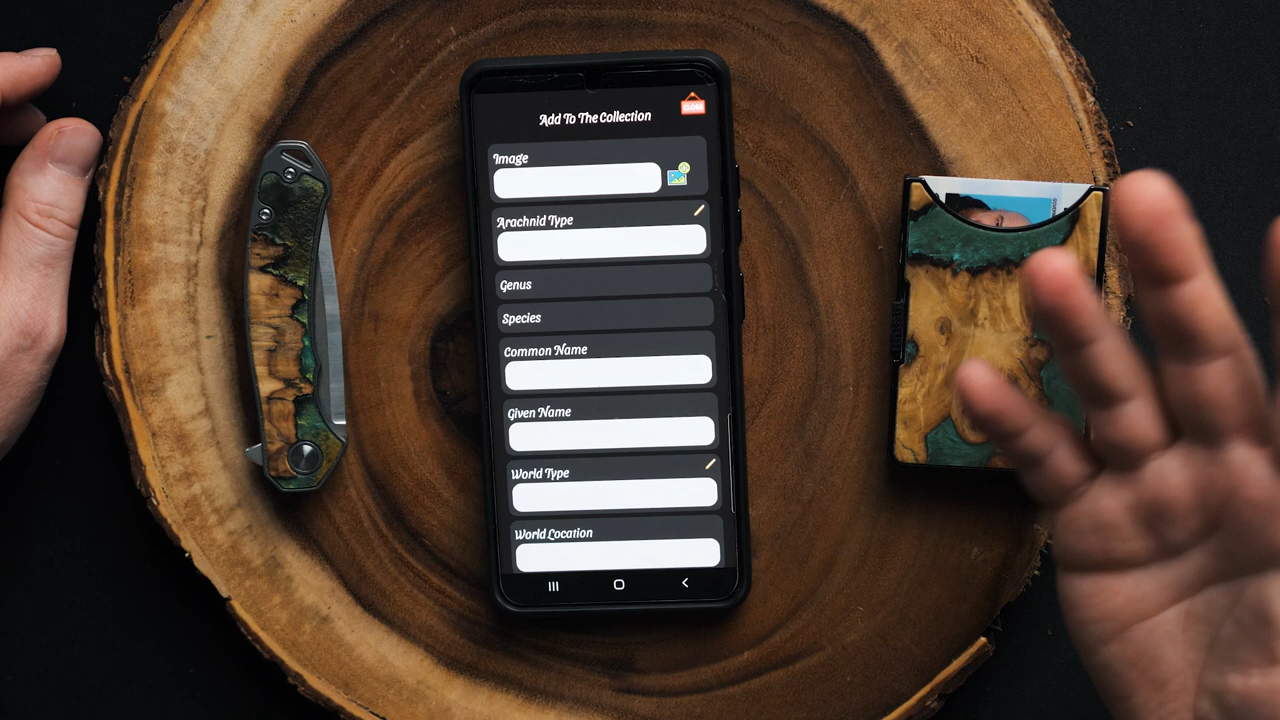 Add To The Collection
CLOSE
Image
Arachnid Type
Genus
Species
Common Name
Given Name
World Type
World Location